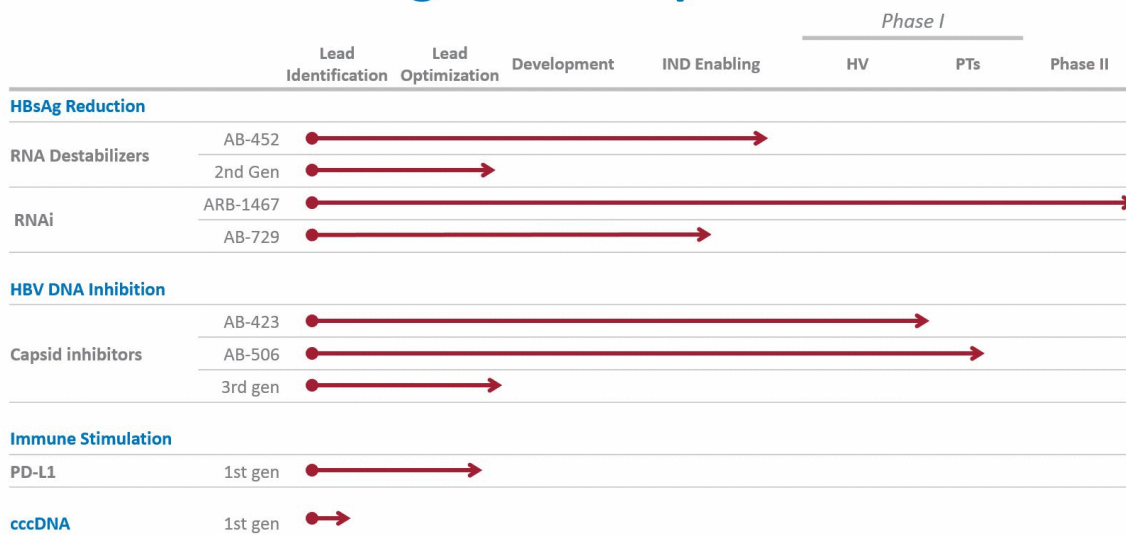 Phase I
Lead Identification
Lead Optimization
Development
IND Enabling
HV
PTs
Phase II
HBsAg Reduction
RNA Destabilizers
AB-452
2nd Gen
RNAi
ARB-1467
AB-729
HBV DNA Inhibition
Capsid inhibitors
AB-423
AB-506
3rd gen
Immune Stimulation
PD-L1
1st gen
cccDNA
1st gen